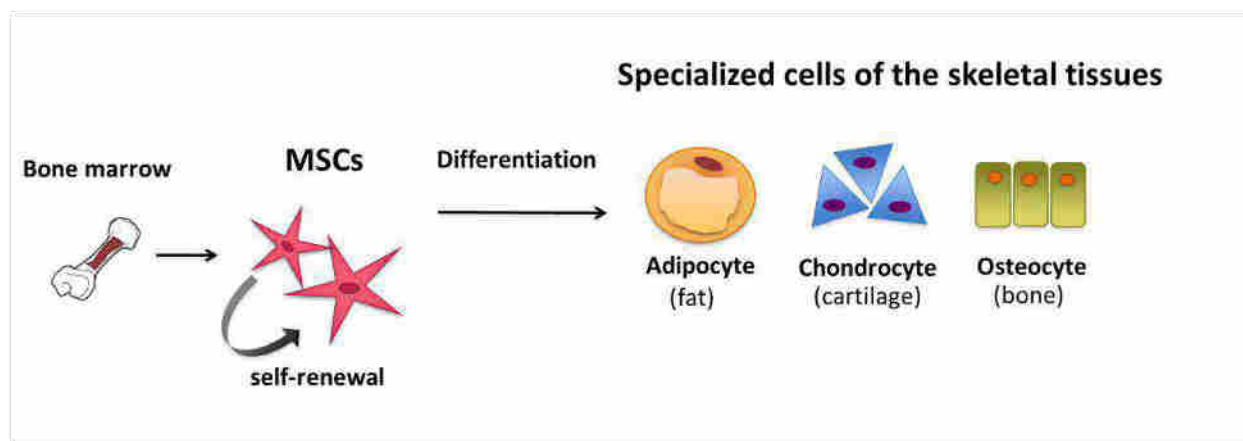 Specialized cells of the skeletal tissues
Bone marrow
MSCs
Differentiation
self-renewal
Adipocyte
(fat)
Chondrocyte
(cartilage)
Osteocyte
(bone)